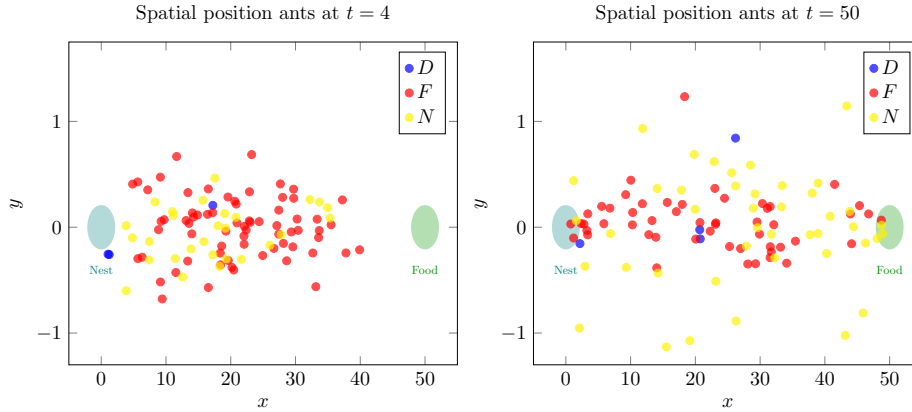 Spatial position ants at t = 4
D
F
N
1
0
−1
y
Nest
Food
0
10
20
30
40
50
x
Spatial position ants at t = 50
D
F
N
1
0
−1
y
Nest
Food
0
10
20
30
40
50
x